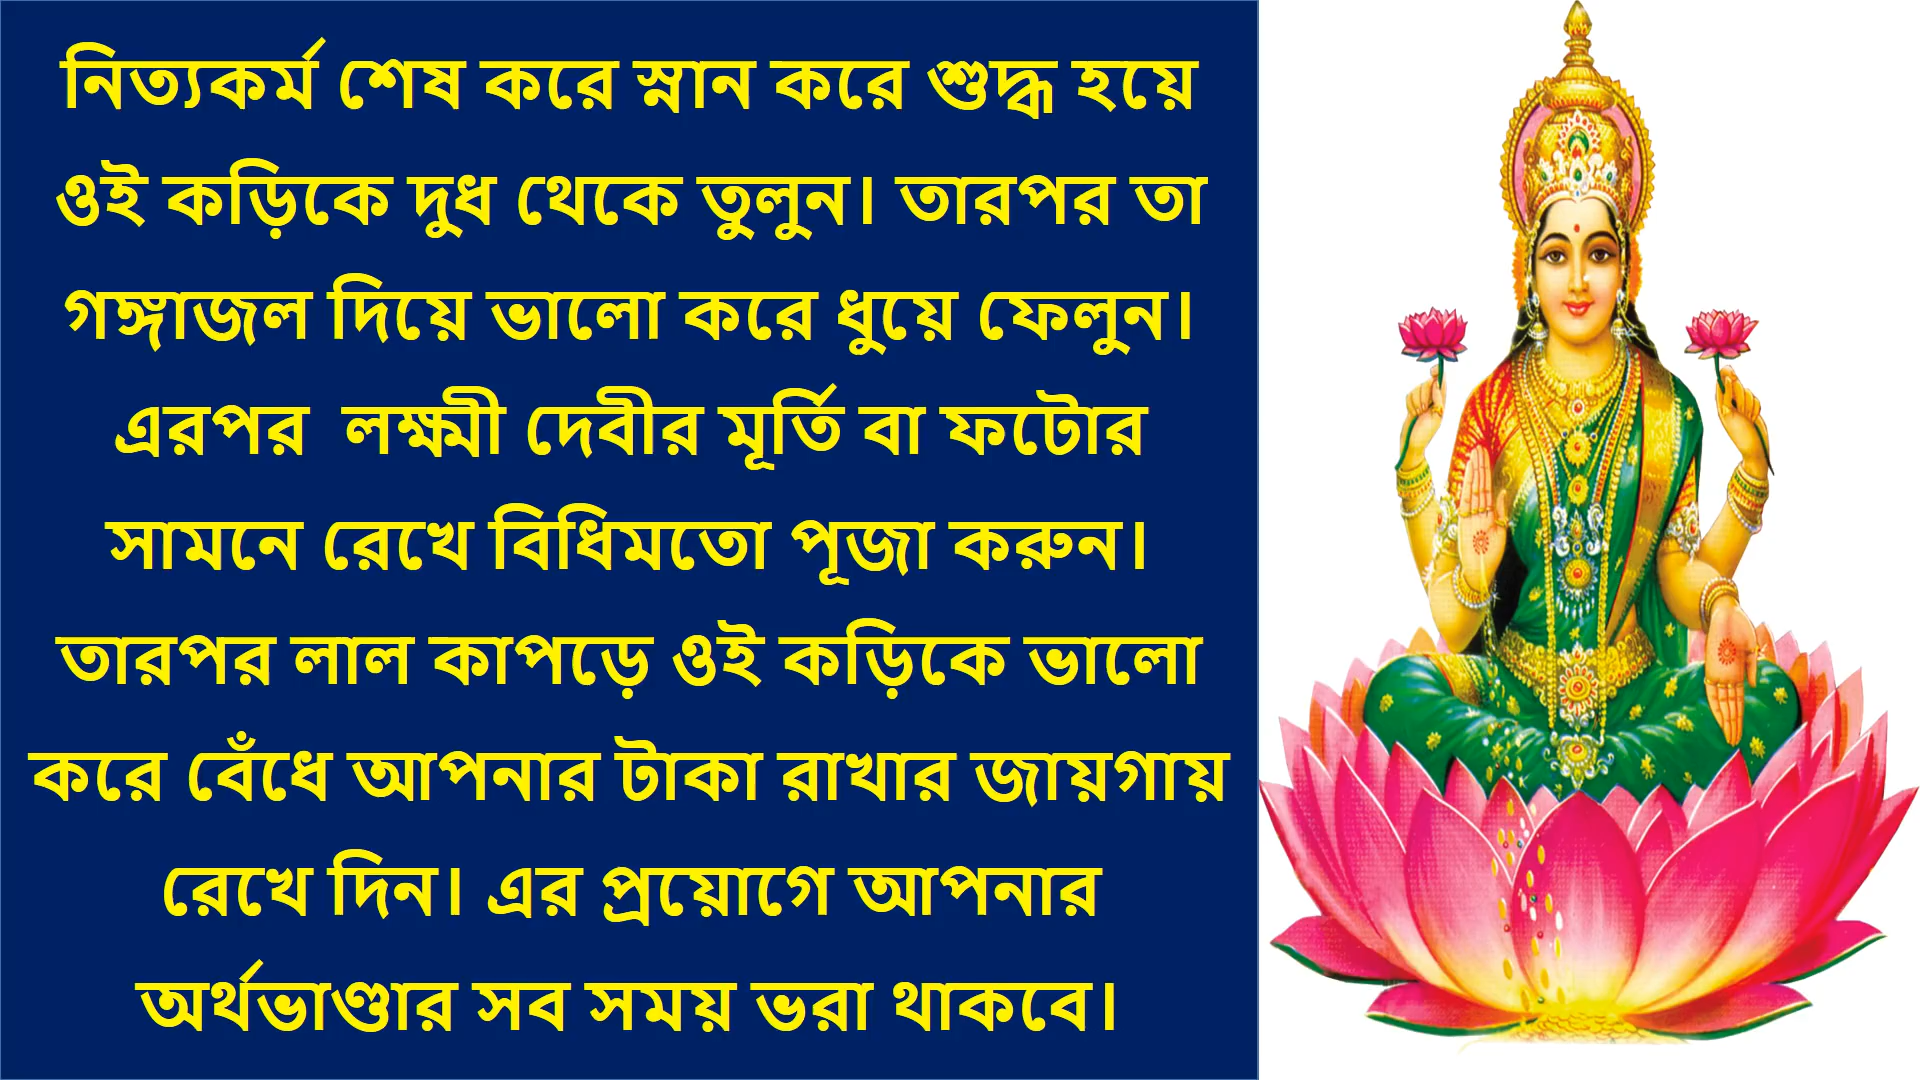 নিত্যকর্ম শেষ করে স্নান করে শুদ্ধ হয়ে
ওই কড়িকে দুধ থেকে তুলুন। তারপর তা
গঙ্গাজল দিয়ে ভালো করে ধুয়ে ফেলুন।
এরপর  লক্ষ্মী দেবীর মূর্তি বা ফটোর
সামনে রেখে বিধিমতো পূজা করুন।
তারপর লাল কাপড়ে ওই কড়িকে ভালো
করে বেঁধে আপনার টাকা রাখার জায়গায়
রেখে দিন। এর প্রয়োগে আপনার
অর্থভাণ্ডার সব সময় ভরা থাকবে।